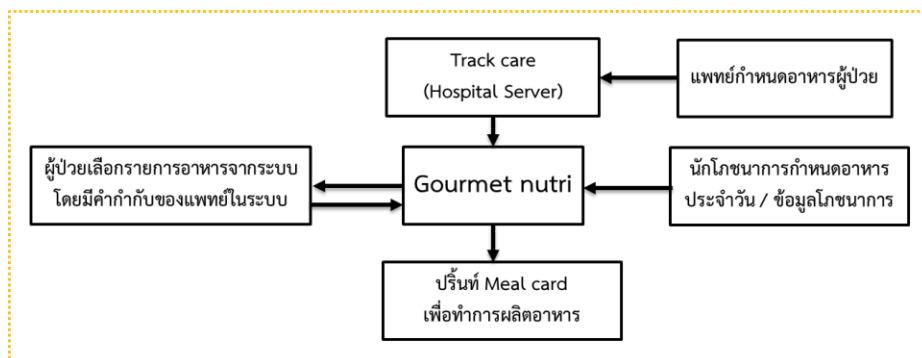 Track care
(Hospital Server)
แพทย์กำหนดอาหารผู้ป่วย
ผู้ป่วยเลือกรายการอาหารจากระบบ
โดยมีคำกำกับของแพทย์ในระบบ
Gourmet nutri
นักโภชนาการกำหนดอาหาร
ประจำวัน / ข้อมูลโภชนาการ
ปริ้นท์ Meal card
เพื่อทำการผลิตอาหาร